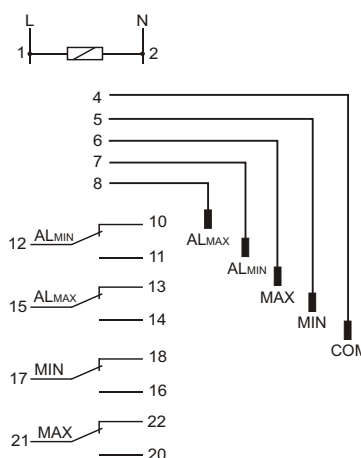 L N
1 2
4
5
6
7
8
ALMAX
ALMIN
MAX
MIN
COM
12 ALMIN 10
11
15 ALMAX 13
14
17 MIN 18
16
21 MAX 22
20